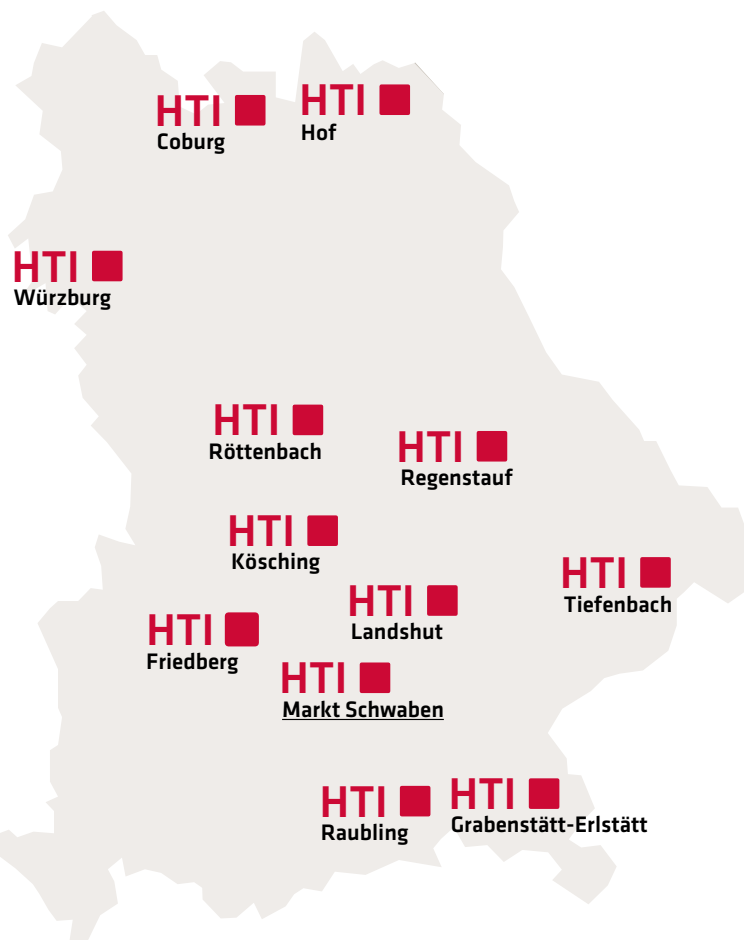 HTI
Coburg
HTI
Hof
HTI
Würzburg
HTI
Röttenbach
HTI
Regenstauf
HTI
Kösching
HTI
Tiefenbach
HTI
Landshut
HTI
Friedberg
HTI
Markt Schwaben
HTI
Raubling
HTI
Grabenstätt-Erlstätt